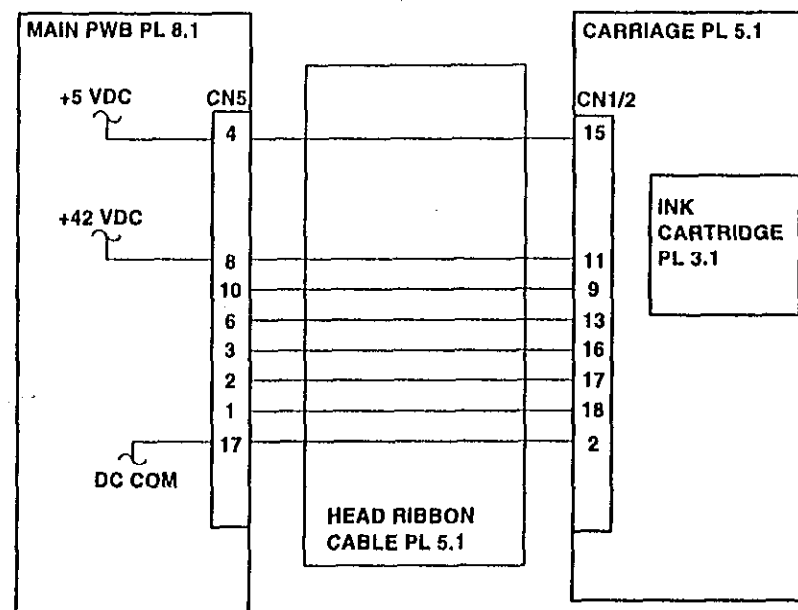 MAIN PWB PL 8.1
CARRIAGE PL 5.1
+5 VDC
CN5
CN1/2
4
15
+42 VDC
INK
CARTRIDGE
PL 3.1
8
11
10
9
6
13
3
16
2
17
1
18
17
2
DC COM
HEAD RIBBON
CABLE PL 5.1